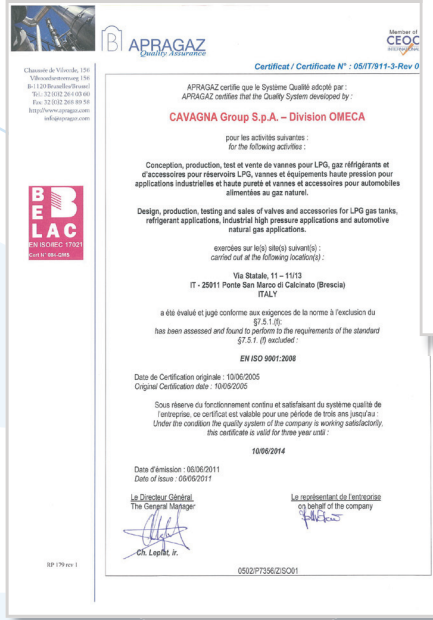 APRAGAZ
Quality Assurance
Member of
CEOC
INTERNATIONAL
Certificat / Certificate N° : 05/IT/911-3-Rev 0
Chaussée de Vilvorde, 156
Vilvoordsesteenweg 156
B-1120 Bruxelles/Brussel
http://www.apragaz.com
info@apragaz.com
BELAC
EN ISO/IEC 17021
Cert N° 004-QMS
APRAGAZ certifie que le Système Qualité adopté par :
APRAGAZ certifies that the Quality System developed by :
CAVAGNA Group S.p.A. – Division OMECA
pour les activités suivantes :
for the following activities :
Conception, production, test et vente de vannes pour LPG, gaz réfrigérants et
d'accessoires pour réservoirs LPG, vannes et équipements haute pression pour
applications industrielles et haute pureté et vannes et accessoires pour automobiles
alimentées au gaz naturel.
Design, production, testing and sales of valves and accessories for LPG gas tanks,
refrigerant applications, industrial high pressure applications and automotive
natural gas applications.
exercées sur le(s) site(s) suivant(s) :
carried out at the following location(s) :
Via Statale, 11 – 11/13
IT - 25011 Ponte San Marco di Calcinato (Brescia)
ITALY
a été évalué et jugé conforme aux exigences de la norme à l'exclusion du
§7.5.1.(f):
has been assessed and found to perform to the requirements of the standard
§7.5.1. (f) excluded :
EN ISO 9001:2008
Date de Certification originale : 10/06/2005
Original Certification date : 10/06/2005
Sous réserve du fonctionnement continu et satisfaisant du système qualité de
l'entreprise, ce certificat est valable pour une période de trois ans jusqu'au :
Under the condition the quality system of the company is working satisfactorily,
this certificate is valid for three year until :
10/06/2014
Date d'émission : 06/06/2011
Date of issue : 06/06/2011
Le Directeur Général
The General Manager
Le représentant de l'entreprise
on behalf of the company
Ch. Leplat, ir.
RP 179 rev 1
0502/P7356/Z/ISO01